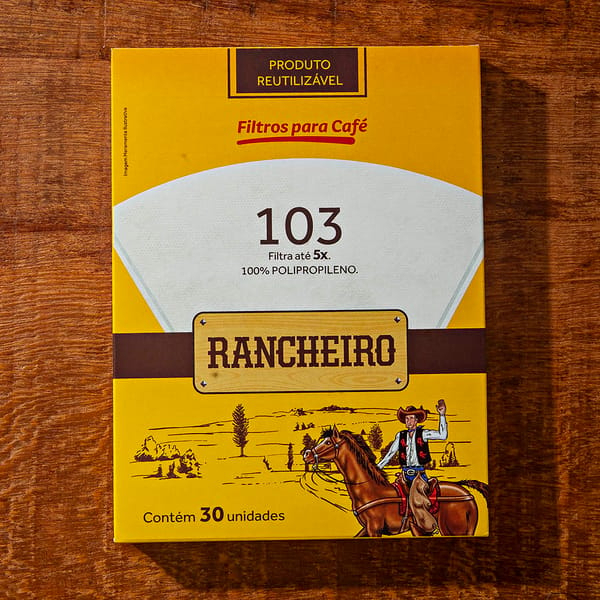 PRODUTO
REUTILIZÁVEL
Filtros para Café
Imagem Meramente Ilustrativa
103
Filtra até 5x.
100% POLIPROPILENO.
RANCHEIRO
Contém 30 unidades